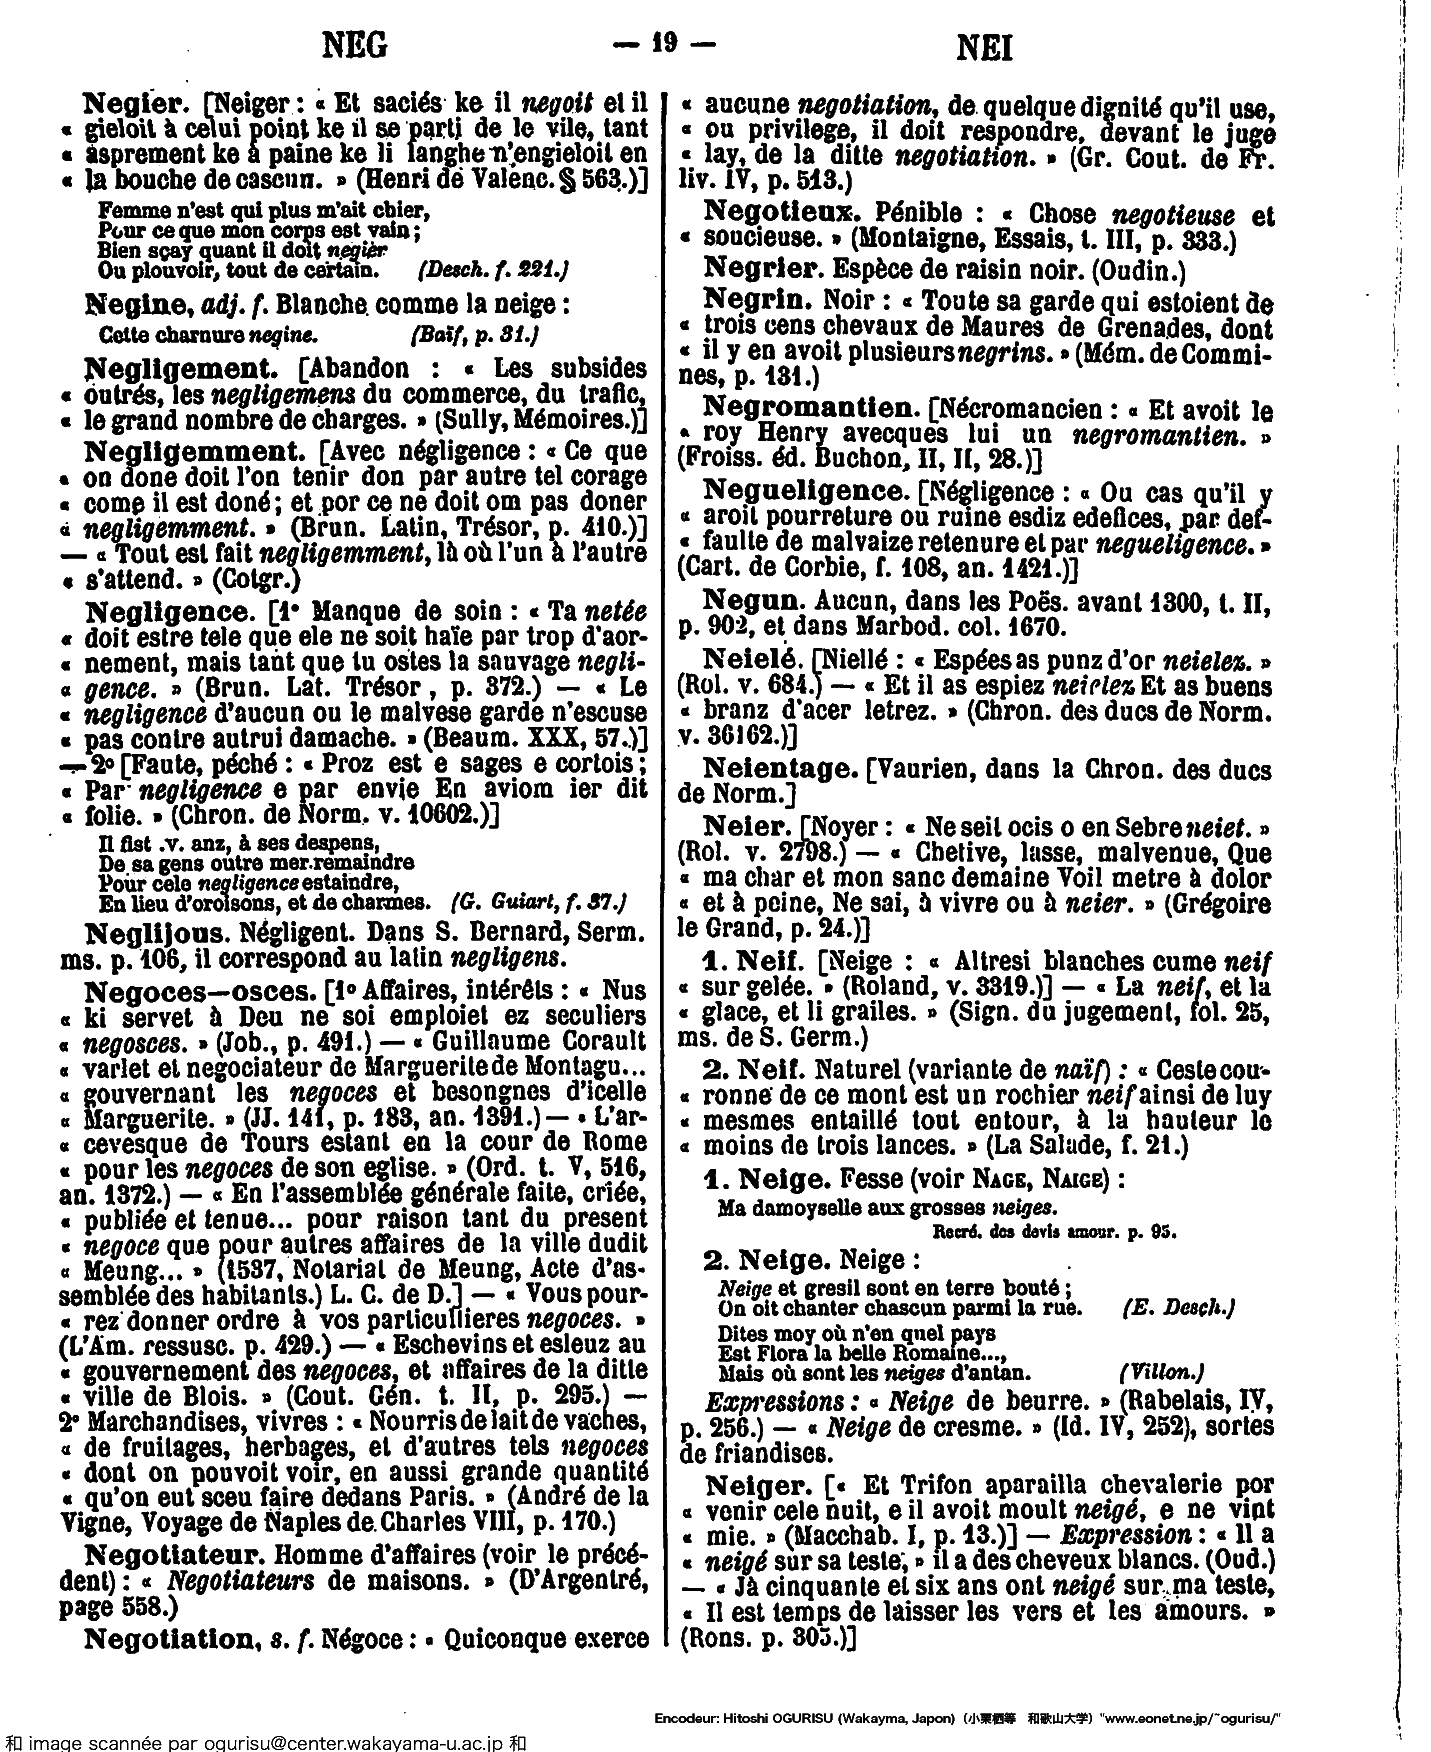 NEG
— 19 —
NEI
Negier. [Neiger : « Et saciés ke il negoit et il
« gieloit à celui point ke il se parti de le vile, tant
« asprement ke à paine ke li langhe n'engieloit en
« la bouche de cascun. » (Henri de Valenc. § 563.)]
Femme n'est qui plus m'ait chier,
Pour ce que mon corps est vain ;
Bien sçay quant il doit negier
Ou plouvoir, tout de certain. (Desch. f. 221.)
Negine, adj. f. Blanche comme la neige :
Cette charnure negine. (Baïf, p. 31.)
Negligement. [Abandon : « Les subsides
« outrés, les negligemens du commerce, du trafic,
« le grand nombre de charges. » (Sully, Mémoires.)]
Negligemment. [Avec négligence : « Ce que
« on done doit l'on tenir don par autre tel corage
« come il est doné ; et por ce ne doit om pas doner
« negligemment. » (Brun. Latin, Trésor, p. 410.)]
— « Tout est fait negligemment, là où l'un à l'autre
« s'attend. » (Cotgr.)
Negligence. [1° Manque de soin : « Ta netée
« doit estre tele que ele ne soit haïe par trop d'aor-
« nement, mais tant que tu ostes la sauvage negli-
« gence. » (Brun. Lat. Trésor, p. 372.) — « Le
« negligence d'aucun ou le malvese garde n'escuse
« pas contre autrui damache. » (Beaum. XXX, 57.)]
— 2° [Faute, péché : « Proz est e sages e cortois ;
« Par negligence e par envie En aviom ier dit
« folie. » (Chron. de Norm. v. 10602.)]
Il fist .v. anz, à ses despens,
De sa gens outre mer remaindre
Pour cele negligence estaindre,
En lieu d'oroisons, et de charmes. (G. Guiart, f. 37.)
Neglijous. Négligent. Dans S. Bernard, Serm.
ms. p. 106, il correspond au latin negligens.
Negoces—osces. [1° Affaires, intérêts : « Nus
« ki servet à Deu ne soi emploiet ez seculiers
« negosces. » (Job., p. 491.) — « Guillaume Corault
« varlet et negociateur de Marguerite de Montagu...
« gouvernant les negoces et besongnes d'icelle
« Marguerite. » (JJ. 141, p. 183, an. 1391.) — « L'ar-
« cevesque de Tours estant en la cour de Rome
« pour les negoces de son eglise. » (Ord. t. V, 516,
an. 1372.) — « En l'assemblée générale faite, criée,
« publiée et tenue... pour raison tant du present
« negoce que pour autres affaires de la ville dudit
« Meung... » (1537, Notariat de Meung, Acte d'as-
semblée des habitants.) L. C. de D.] — « Vous pour-
« rez donner ordre à vos particullieres negoces. »
(L'Am. ressusc. p. 429.) — « Eschevins et esleuz au
« gouvernement des negoces, et affaires de la ditte
« ville de Blois. » (Cout. Gén. t. II, p. 295.) —
2° Marchandises, vivres : « Nourris de lait de vaches,
« de fruitages, herbages, et d'autres tels negoces
« dont on pouvoit voir, en aussi grande quantité
« qu'on eut sceu faire dedans Paris. » (André de la
Vigne, Voyage de Naples de Charles VIII, p. 170.)
Negotiateur. Homme d'affaires (voir le précé-
dent) : « Negotiateurs de maisons. » (D'Argentré,
page 558.)
Negotiation, s. f. Négoce : « Quiconque exerce
« aucune negotiation, de quelque dignité qu'il use,
« ou privilege, il doit respondre, devant le juge
« lay, de la ditte negotiation. » (Gr. Cout. de Fr.
liv. IV, p. 513.)
Negotieux. Pénible : « Chose negotieuse et
« soucieuse. » (Montaigne, Essais, t. III, p. 333.)
Negrier. Espèce de raisin noir. (Oudin.)
Negrin. Noir : « Toute sa garde qui estoient de
« trois cens chevaux de Maures de Grenades, dont
« il y en avoit plusieurs negrins. » (Mém. de Commi-
nes, p. 131.)
Negromantien. [Nécromancien : « Et avoit le
« roy Henry avecques lui un negromantien. »
(Froiss. éd. Buchon, II, II, 28.)]
Negueligence. [Négligence : « Ou cas qu'il y
« aroit pourreture ou ruine esdiz edefices, par def-
« faulte de malvaize retenure et par negueligence. »
(Cart. de Corbie, f. 108, an. 1421.)]
Negun. Aucun, dans les Poës. avant 1300, t. II,
p. 902, et dans Marbod. col. 1670.
Neielé. [Niellé : « Espées as punz d'or neielez. »
(Rol. v. 684.) — « Et il as espiez neielez Et as buens
« branz d'acer letrez. » (Chron. des ducs de Norm.
v. 36162.)]
Neientage. [Vaurien, dans la Chron. des ducs
de Norm.]
Neier. [Noyer : « Ne seit ocis o en Sebre neiet. »
(Rol. v. 2798.) — « Chetive, lasse, malvenue, Que
« ma char et mon sanc demaine Voil metre à dolor
« et à peine, Ne sai, à vivre ou à neier. » (Grégoire
le Grand, p. 24.)]
1. Neif. [Neige : « Altresi blanches cume neif
« sur gelée. » (Roland, v. 3319.)] — « La neif, et la
« glace, et li grailes. » (Sign. du jugement, fol. 25,
ms. de S. Germ.)
2. Neif. Naturel (variante de naïf) : « Ceste cou-
« ronne de ce mont est un rochier neif ainsi de luy
« mesmes entaillé tout entour, à la hauteur le
« moins de trois lances. » (La Salade, f. 21.)
1. Neige. Fesse (voir NAGE, NAIGE) :
Ma damoyselle aux grosses neiges.
Recré. des devis amour. p. 95.
2. Neige. Neige :
Neige et gresil sont en terre bouté ;
On oit chanter chascun parmi la rue. (E. Desch.)
Dites moy où n'en quel pays
Est Flora la belle Romaine...,
Mais où sont les neiges d'antan. (Villon.)
Expressions : « Neige de beurre. » (Rabelais, IV,
p. 256.) — « Neige de cresme. » (Id. IV, 252), sortes
de friandises.
Neiger. [« Et Trifon aparailla chevalerie por
« venir cele nuit, e il avoit moult neigé, e ne vint
« mie. » (Macchab. I, p. 13.)] — Expression : « Il a
« neigé sur sa teste, » il a des cheveux blancs. (Oud.)
— « Jà cinquante et six ans ont neigé sur ma teste,
« Il est temps de laisser les vers et les amours. »
(Rons. p. 305.)]
Encodeur: Hitoshi OGURISU (Wakayma, Japon) (小栗栖等 和歌山大学) "www.eonet.ne.jp/~ogurisu/"
和 image scannée par ogurisu@center.wakayama-u.ac.jp 和